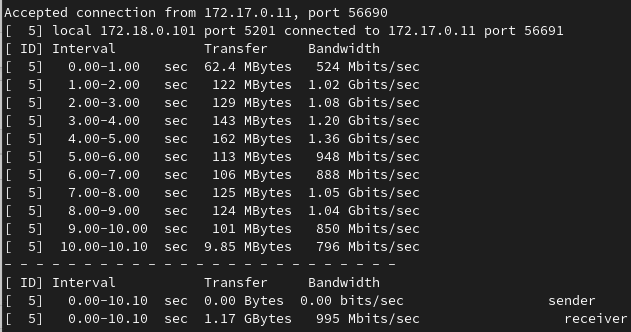 Accepted connection from 172.17.0.11, port 56690
[  5] local 172.18.0.101 port 5201 connected to 172.17.0.11 port 56691
[ ID] Interval           Transfer     Bandwidth
[  5]   0.00-1.00   sec  62.4 MBytes   524 Mbits/sec
[  5]   1.00-2.00   sec   122 MBytes  1.02 Gbits/sec
[  5]   2.00-3.00   sec   129 MBytes  1.08 Gbits/sec
[  5]   3.00-4.00   sec   143 MBytes  1.20 Gbits/sec
[  5]   4.00-5.00   sec   162 MBytes  1.36 Gbits/sec
[  5]   5.00-6.00   sec   113 MBytes   948 Mbits/sec
[  5]   6.00-7.00   sec   106 MBytes   888 Mbits/sec
[  5]   7.00-8.00   sec   125 MBytes  1.05 Gbits/sec
[  5]   8.00-9.00   sec   124 MBytes  1.04 Gbits/sec
[  5]   9.00-10.00  sec   101 MBytes   850 Mbits/sec
[  5]  10.00-10.10  sec  9.85 MBytes   796 Mbits/sec
- - - - - - - - - - - - - - - - - - - - - - - - -
[ ID] Interval           Transfer     Bandwidth
[  5]   0.00-10.10  sec  0.00 Bytes  0.00 bits/sec                  sender
[  5]   0.00-10.10  sec  1.17 GBytes   995 Mbits/sec                  receiver